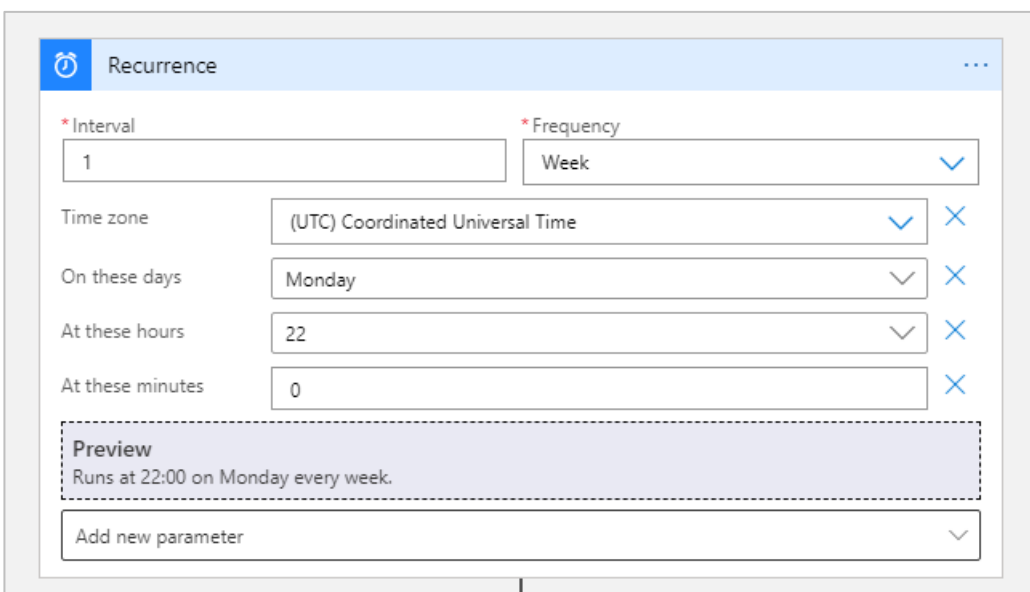 Recurrence
* Interval
* Frequency
1
Week
Time zone
(UTC) Coordinated Universal Time
On these days
Monday
At these hours
22
At these minutes
0
Preview
Runs at 22:00 on Monday every week.
Add new parameter